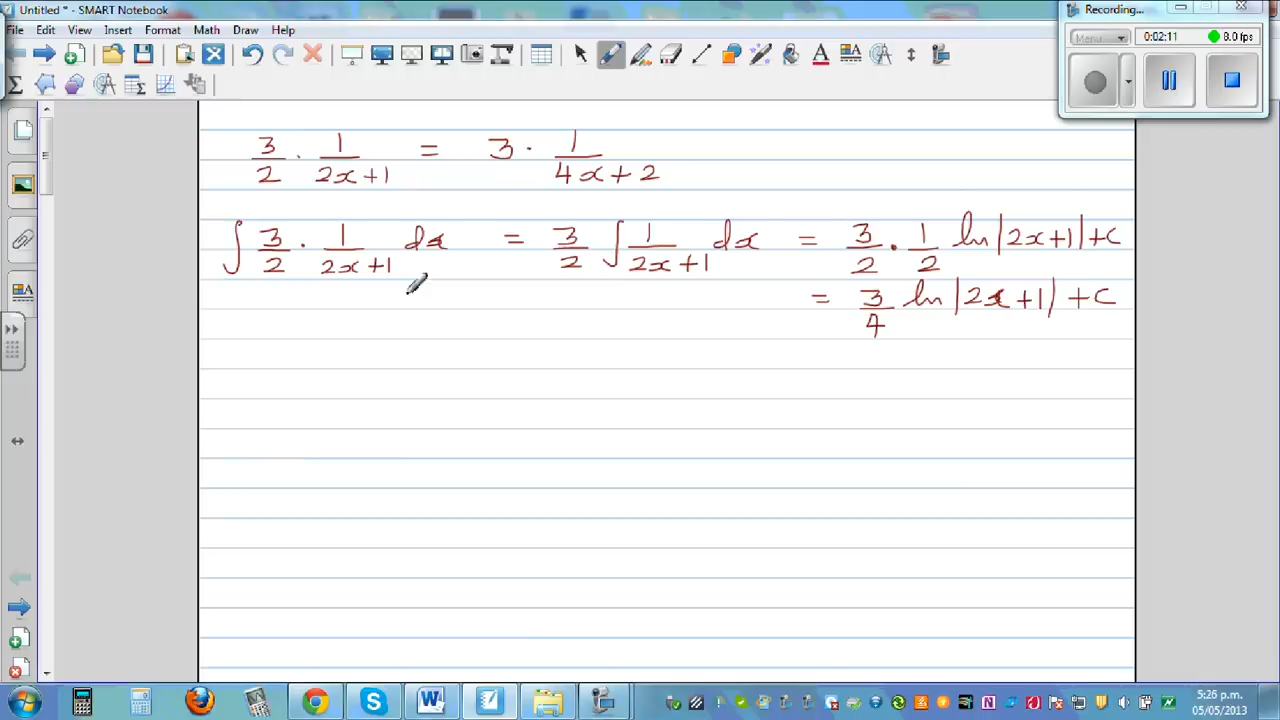 Untitled * - SMART Notebook
File Edit View Insert Format Math Draw Help
Recording...
Menu
0:02:11
8.0 fps
3/2 · 1/(2x+1) = 3 · 1/(4x+2)
∫ 3/2 · 1/(2x+1) dx = 3/2 ∫ 1/(2x+1) dx = 3/2 · 1/2 ln|2x+1|+C
= 3/4 ln|2x+1|+C
5:26 p.m.
05/05/2013